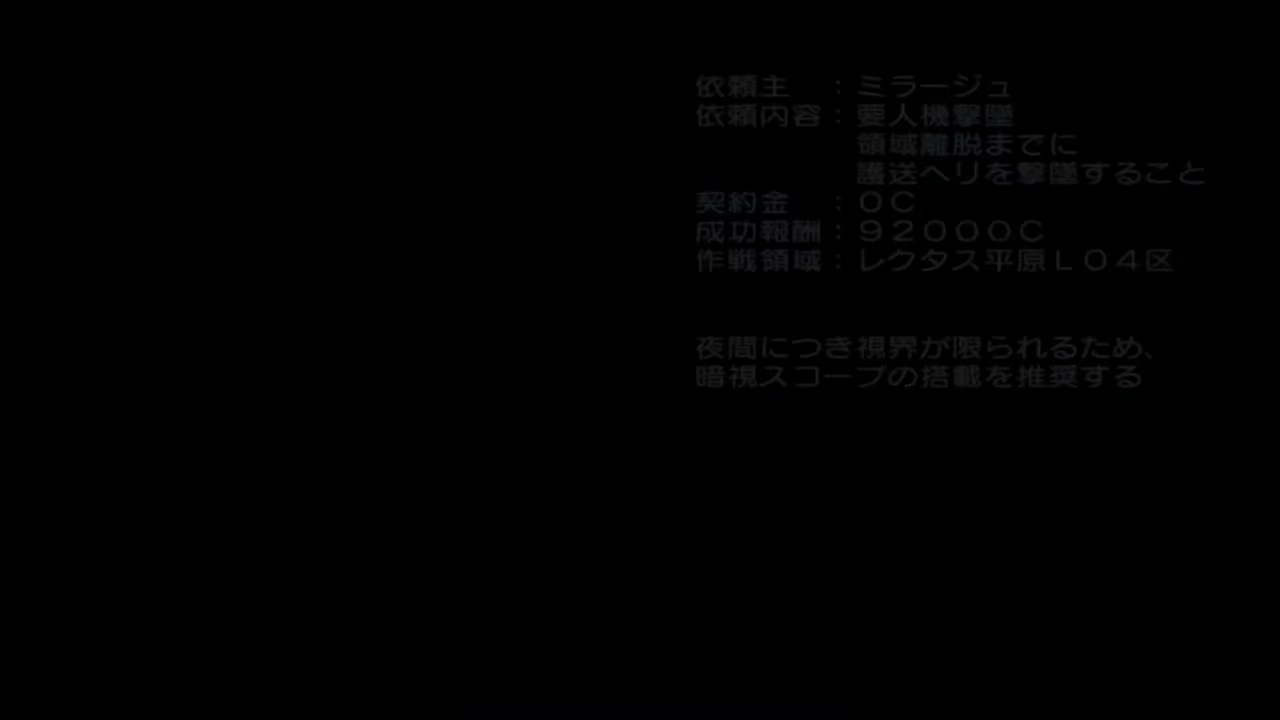 依頼主　：ミラージュ
依頼内容：要人機撃墜
領域離脱までに
護送ヘリを撃墜すること
契約金　：０Ｃ
成功報酬：９２０００Ｃ
作戦領域：レクタス平原Ｌ０４区
夜間につき視界が限られるため、
暗視スコープの搭載を推奨する